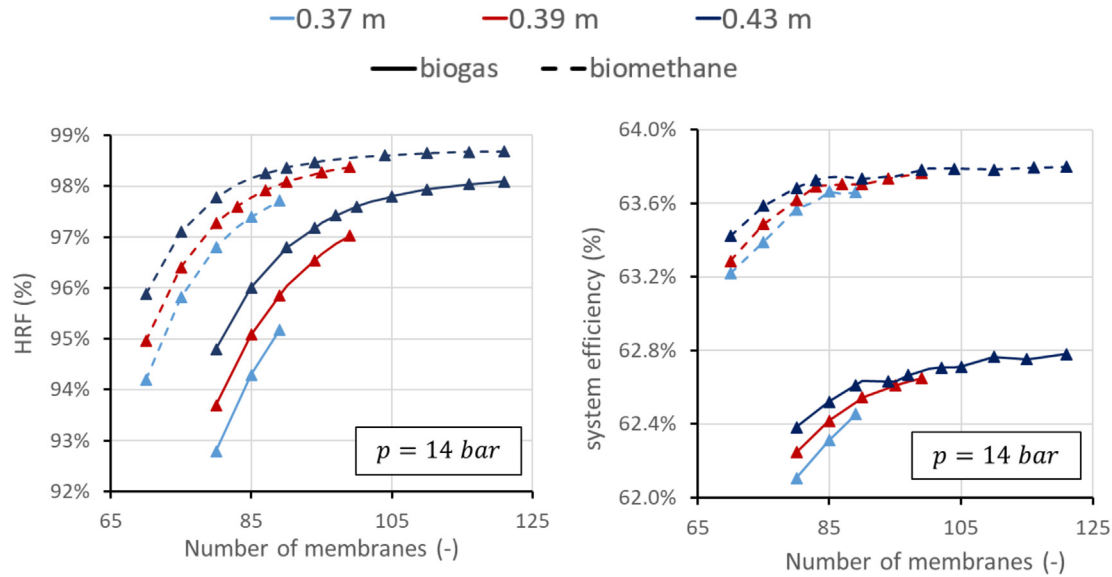 0.37 m 0.39 m 0.43 m
biogas biomethane
HRF (%)
99%
98%
97%
96%
95%
94%
93%
92%
p = 14 bar
65 85 105 125
Number of membranes (-)
system efficiency (%)
64.0%
63.6%
63.2%
62.8%
62.4%
62.0%
p = 14 bar
65 85 105 125
Number of membranes (-)